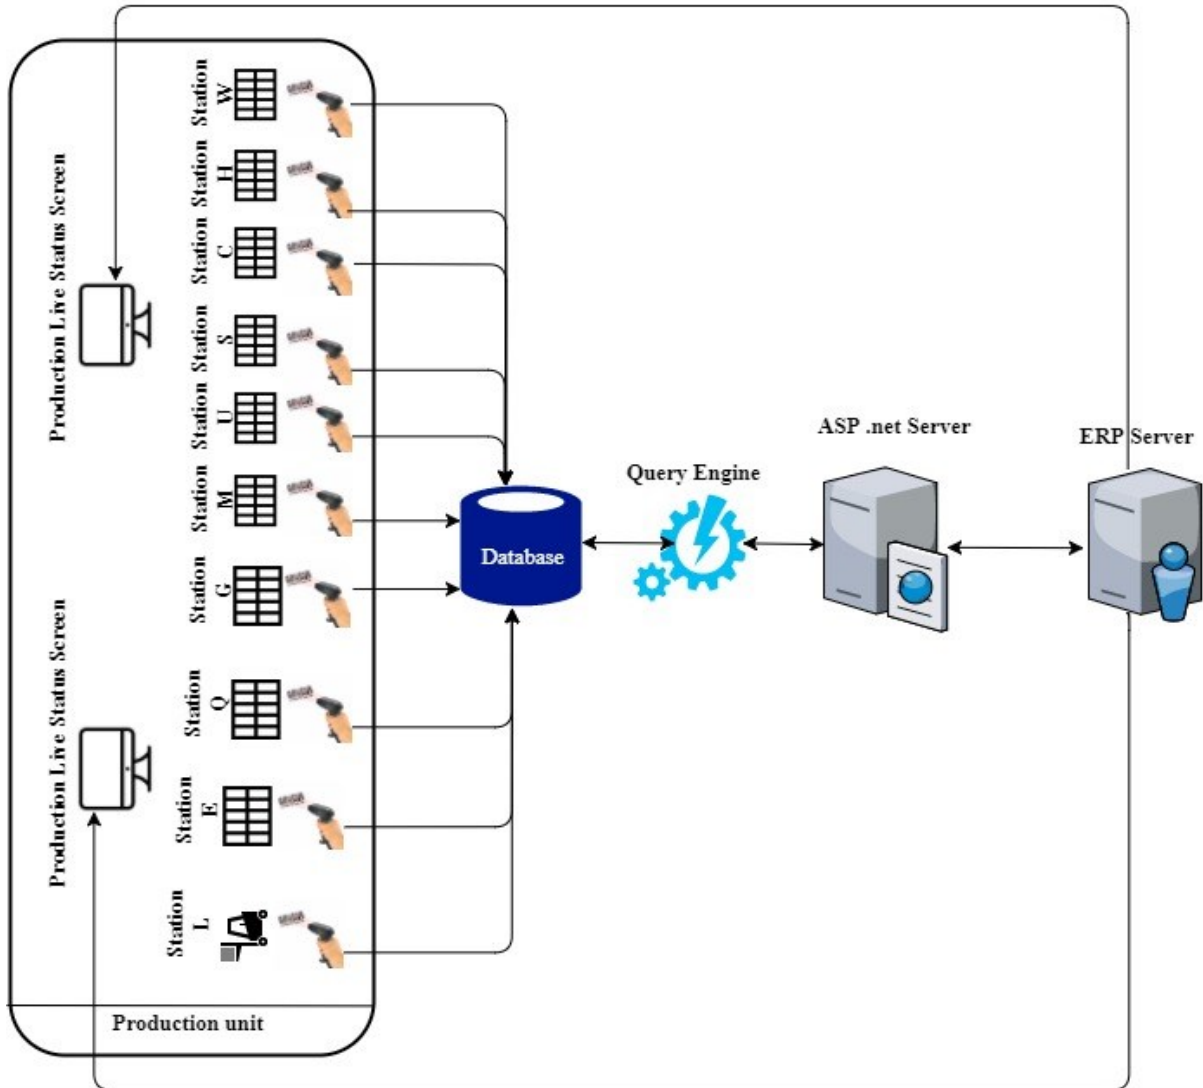 Production Live Status Screen
Production Live Status Screen
Station
W
Station
H
Station
C
Station
S
Station
U
Station
M
Station
G
Station
Q
Station
E
Station
L
Production unit
Database
Query Engine
ASP .net Server
ERP Server